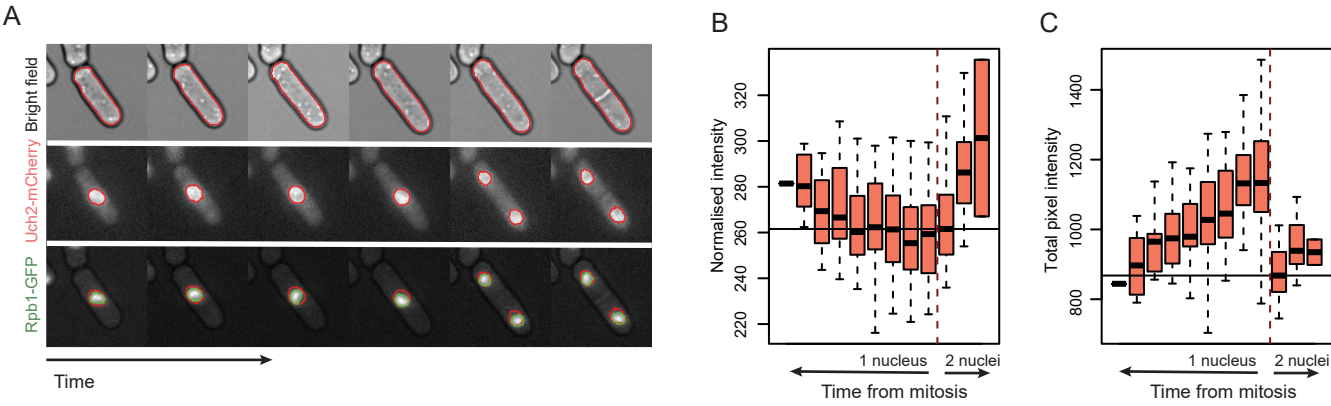 A
Bright field
Uch2-mCherry
Rpb1-GFP
Time
B
Normalised intensity
320
300
280
260
240
220
1 nucleus
2 nuclei
Time from mitosis
C
Total pixel intensity
1400
1200
1000
800
1 nucleus
2 nuclei
Time from mitosis